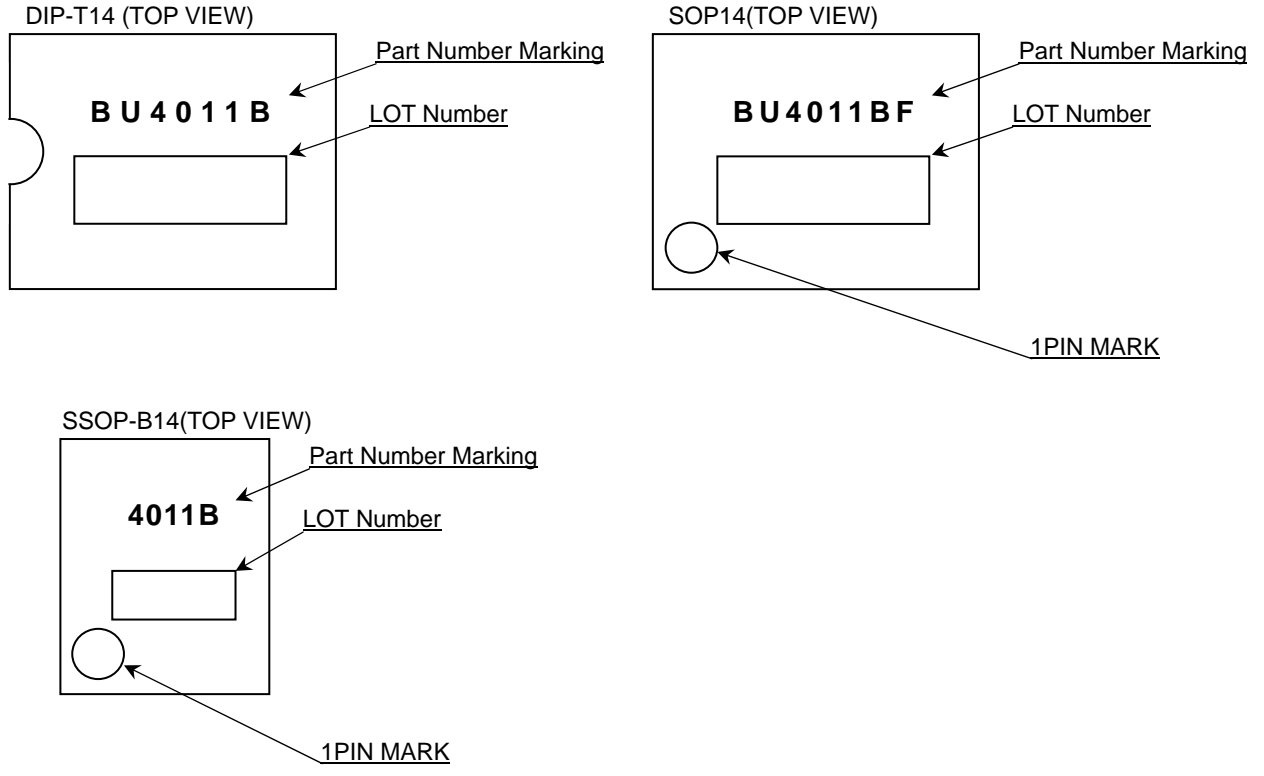 DIP-T14 (TOP VIEW)
Part Number Marking
BU4011B
LOT Number
SOP14(TOP VIEW)
Part Number Marking
BU4011BF
LOT Number
1PIN MARK
SSOP-B14(TOP VIEW)
Part Number Marking
4011B
LOT Number
1PIN MARK